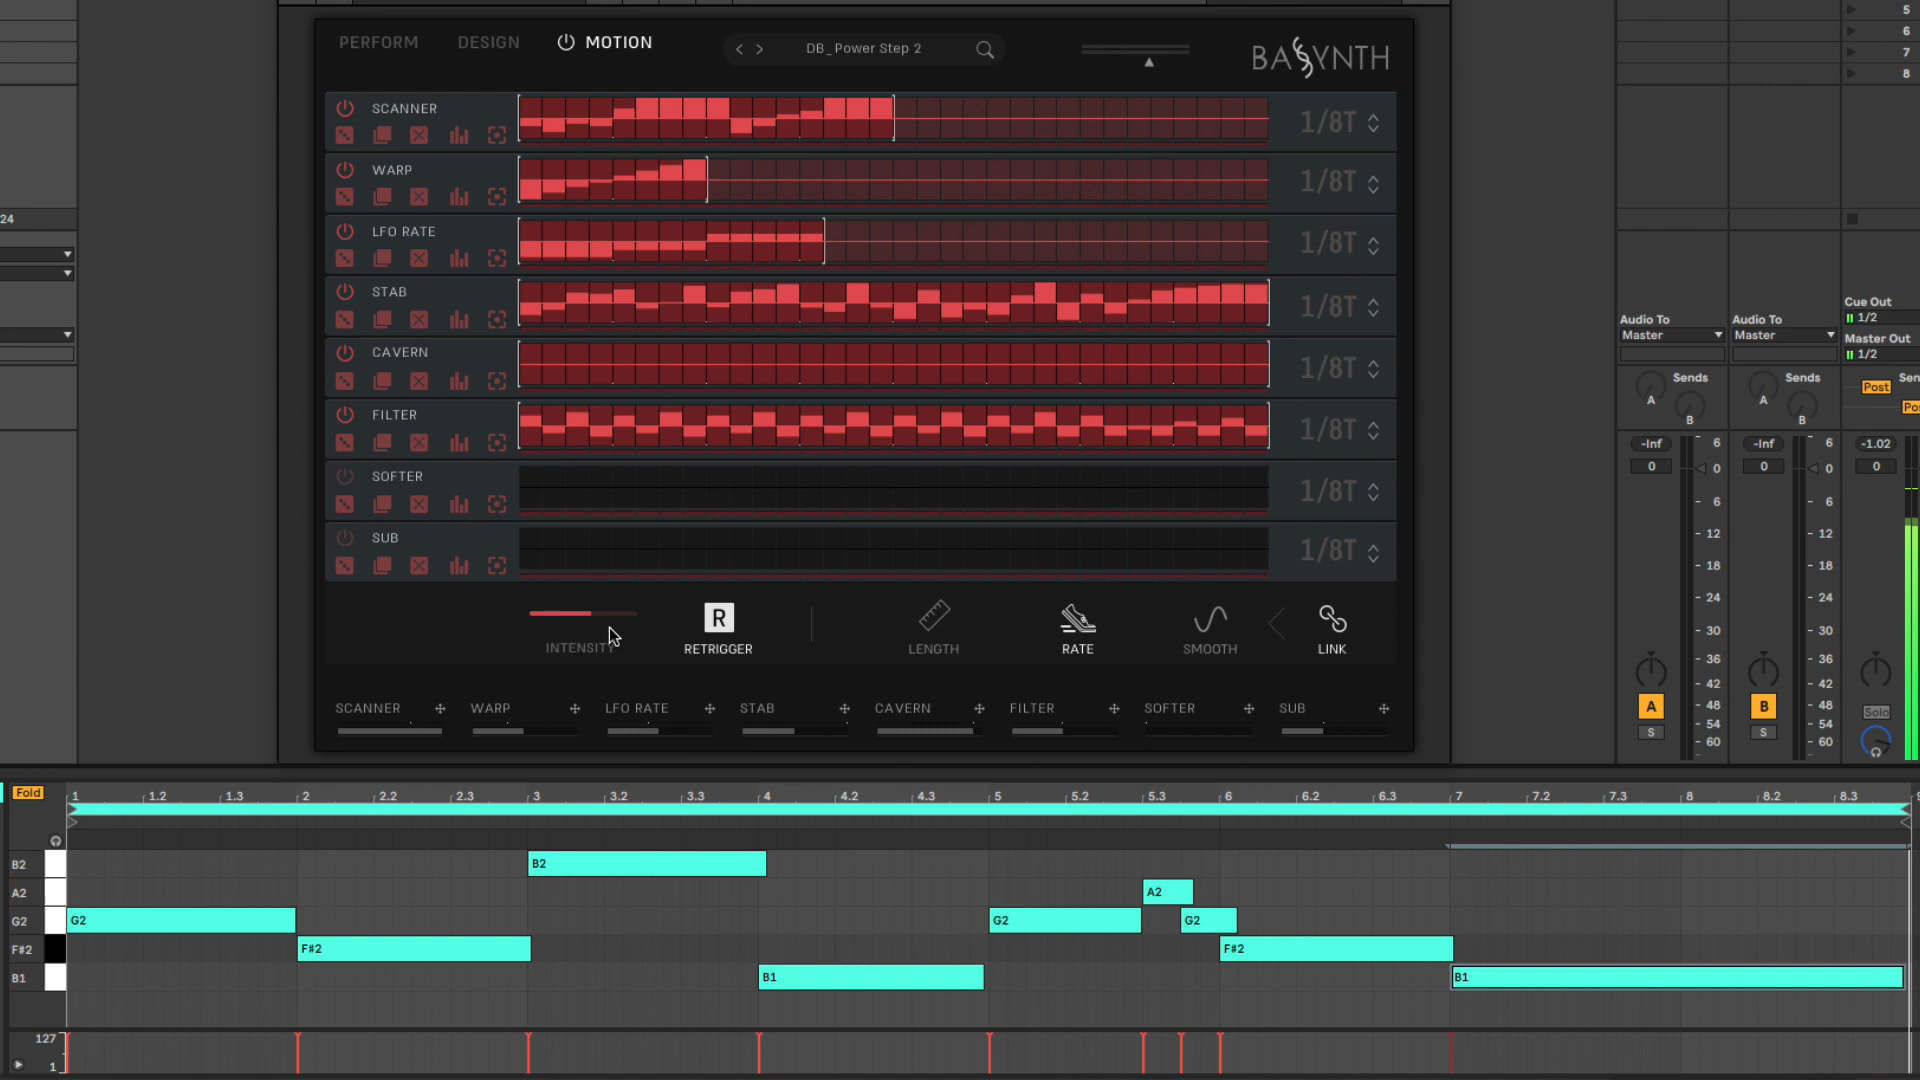 PERFORM
DESIGN
MOTION
DB_Power Step 2
BASSYNTH
SCANNER
1/8T
WARP
1/8T
LFO RATE
1/8T
STAB
1/8T
CAVERN
1/8T
FILTER
1/8T
SOFTER
1/8T
SUB
1/8T
INTENSITY
R
RETRIGGER
LENGTH
RATE
SMOOTH
LINK
SCANNER
WARP
LFO RATE
STAB
CAVERN
FILTER
SOFTER
SUB
24
5
6
7
8
Audio To
Master
Audio To
Master
Cue Out
1/2
Master Out
1/2
Sends
A
B
Sends
A
B
Post
-Inf
0
6
0
6
12
18
24
30
36
42
48
54
60
A
S
-Inf
0
6
0
6
12
18
24
30
36
42
48
54
60
B
S
-1.02
0
Solo
Fold
1 1.2 1.3 2 2.2 2.3 3 3.2 3.3 4 4.2 4.3 5 5.2 5.3 6 6.2 6.3 7 7.2 7.3 8 8.2 8.3
B2 B2
A2 A2
G2 G2 G2 G2
F#2 F#2 F#2
B1 B1 B1
127
1